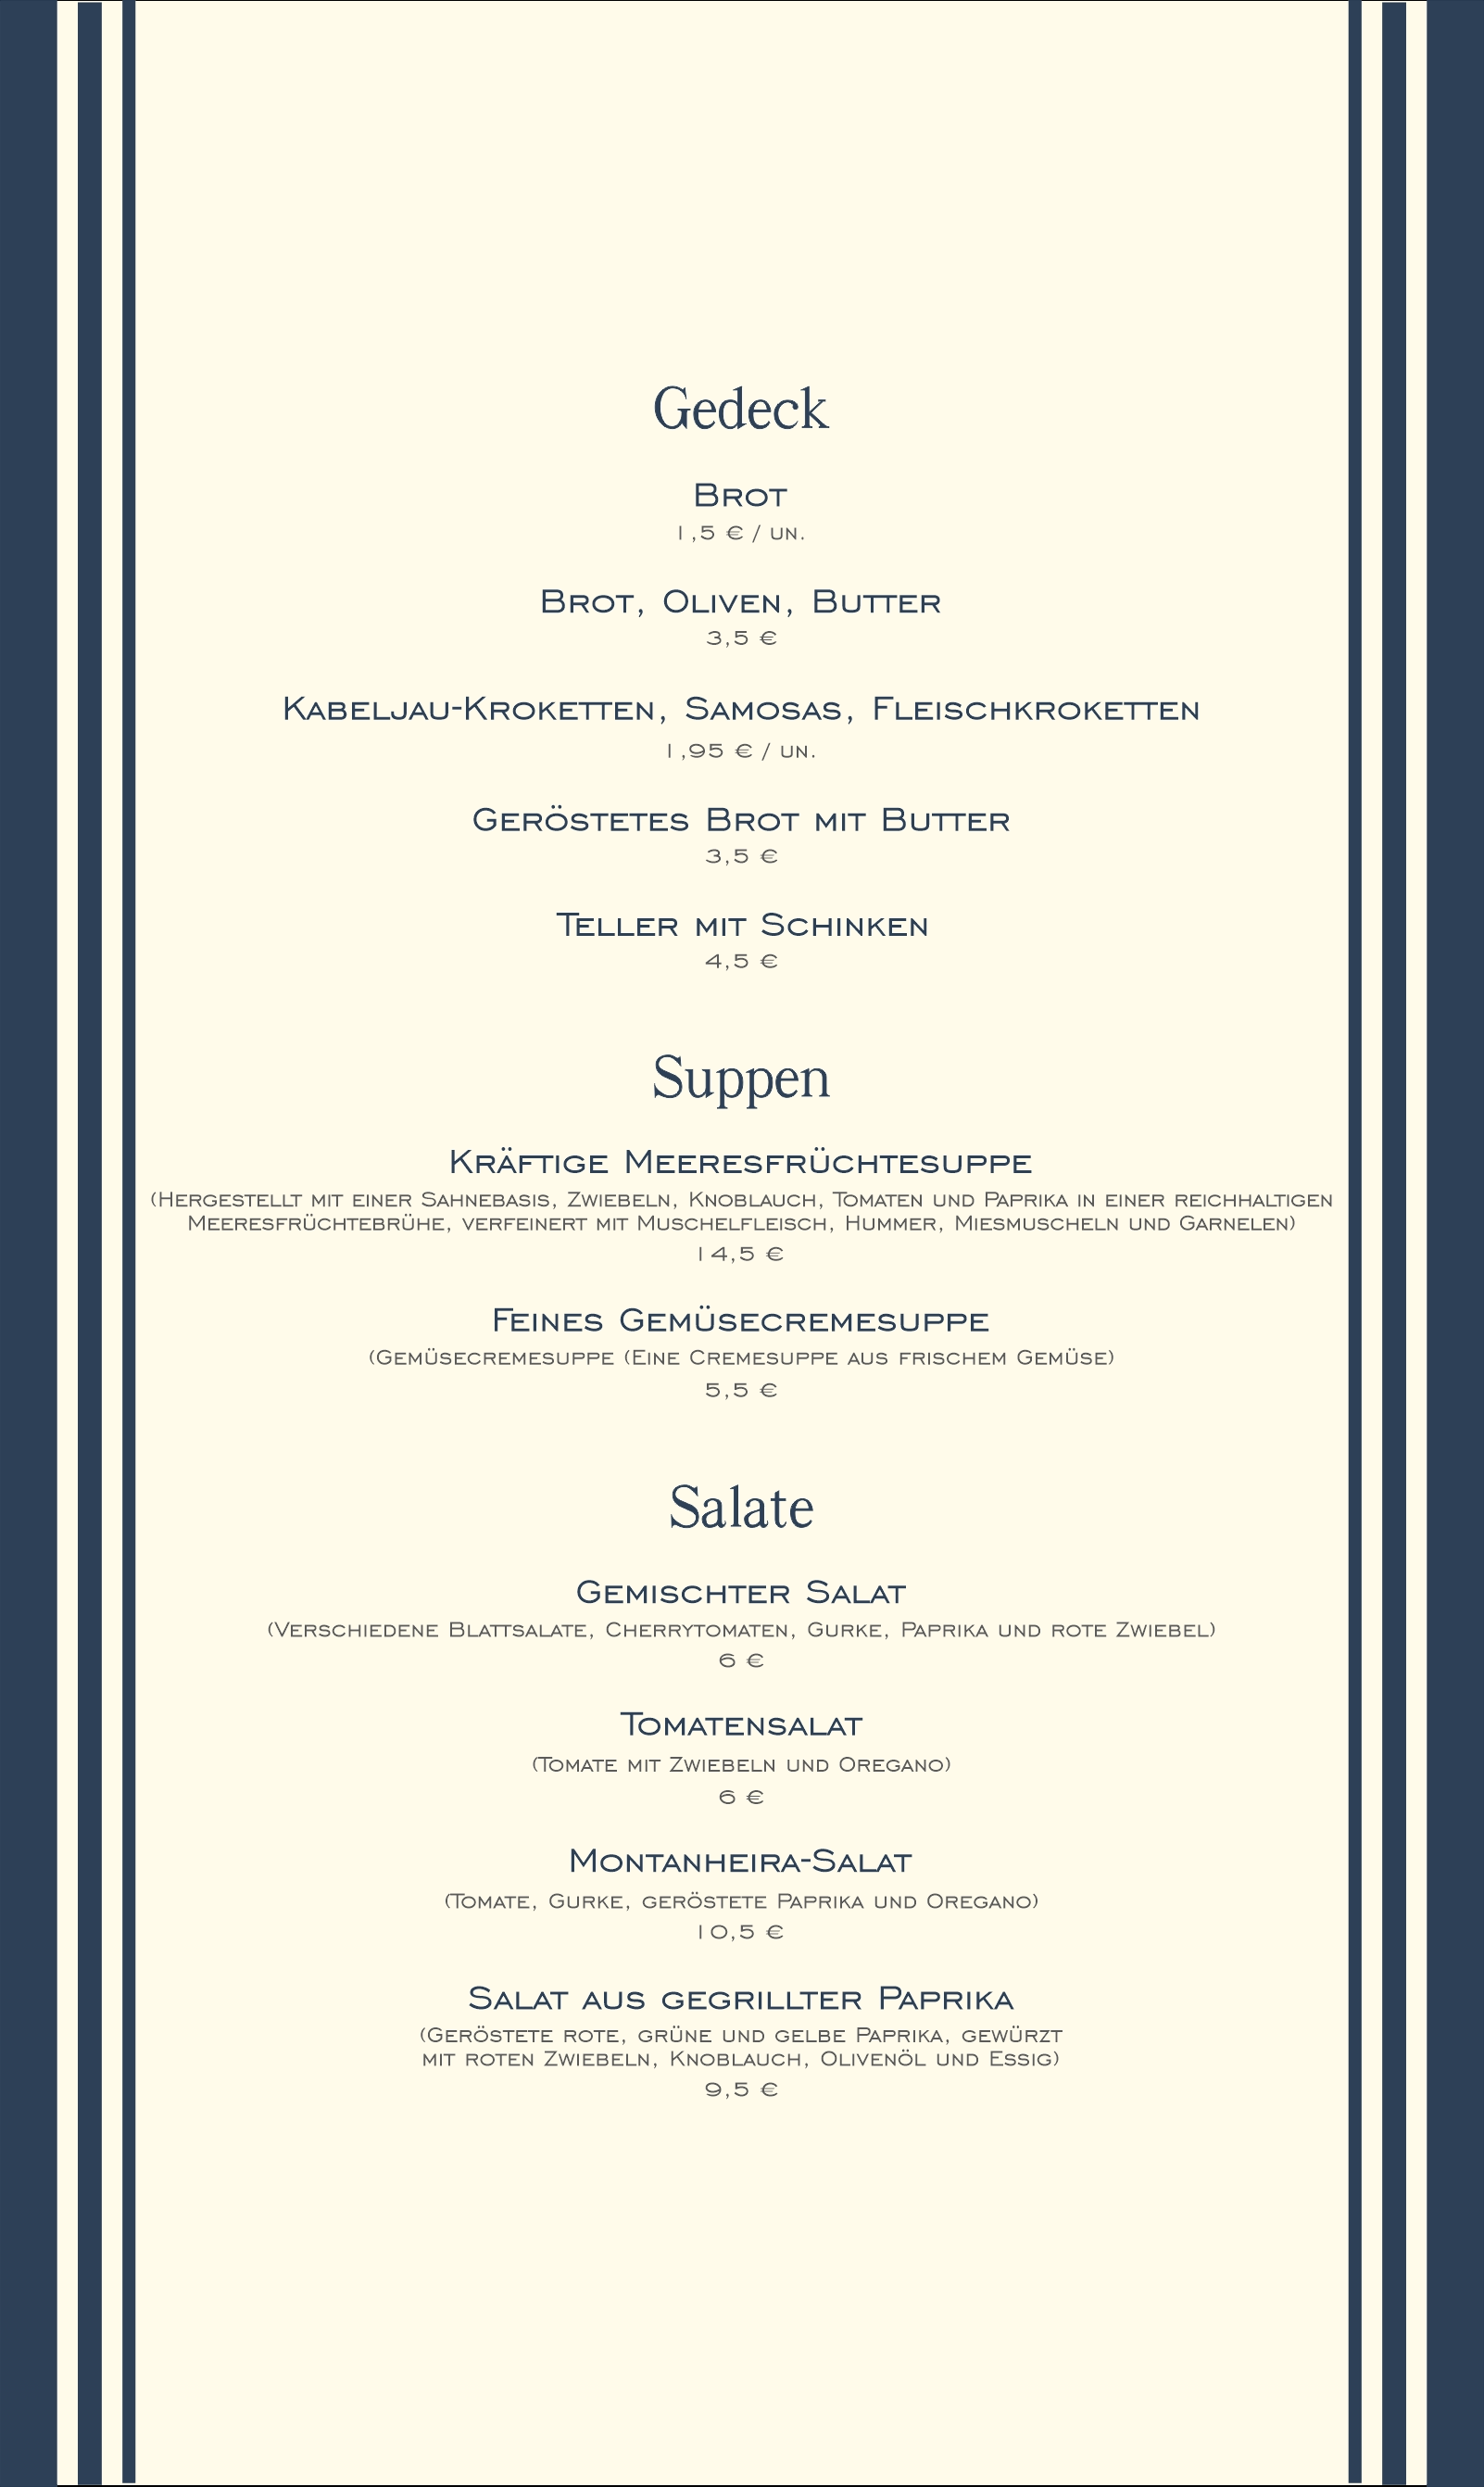 Gedeck
Brot
1,5 € / un.
Brot, Oliven, Butter
3,5 €
Kabeljau-Kroketten, Samosas, Fleischkroketten
1,95 € / un.
Geröstetes Brot mit Butter
3,5 €
Teller mit Schinken
4,5 €
Suppen
Kräftige Meeresfrüchtesuppe
(Hergestellt mit einer Sahnebasis, Zwiebeln, Knoblauch, Tomaten und Paprika in einer reichhaltigen
Meeresfrüchtebrühe, verfeinert mit Muschelfleisch, Hummer, Miesmuscheln und Garnelen)
14,5 €
Feines Gemüsecremesuppe
(Gemüsecremesuppe (Eine Cremesuppe aus frischem Gemüse)
5,5 €
Salate
Gemischter Salat
(Verschiedene Blattsalate, Cherrytomaten, Gurke, Paprika und rote Zwiebel)
6 €
Tomatensalat
(Tomate mit Zwiebeln und Oregano)
6 €
Montanheira-Salat
(Tomate, Gurke, geröstete Paprika und Oregano)
10,5 €
Salat aus gegrillter Paprika
(Geröstete rote, grüne und gelbe Paprika, gewürzt
mit roten Zwiebeln, Knoblauch, Olivenöl und Essig)
9,5 €